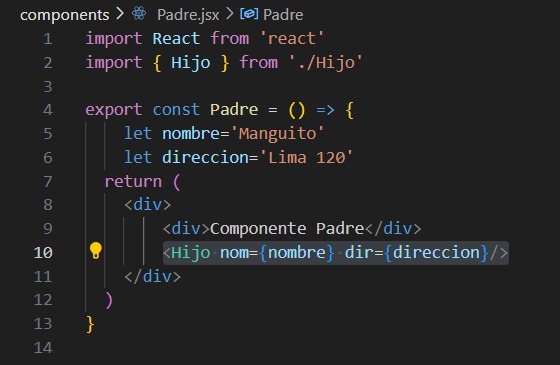 components > Padre.jsx > Padre
1 import React from 'react'
2 import { Hijo } from './Hijo'
3
4 export const Padre = () => {
5     let nombre='Manguito'
6     let direccion='Lima 120'
7   return (
8     <div>
9         <div>Componente Padre</div>
10         <Hijo nom={nombre} dir={direccion}/>
11     </div>
12   )
13 }
14